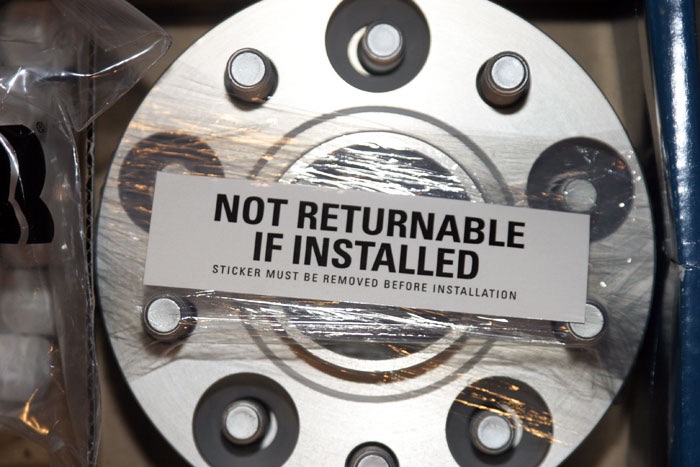 NOT RETURNABLE
IF INSTALLED
STICKER MUST BE REMOVED BEFORE INSTALLATION